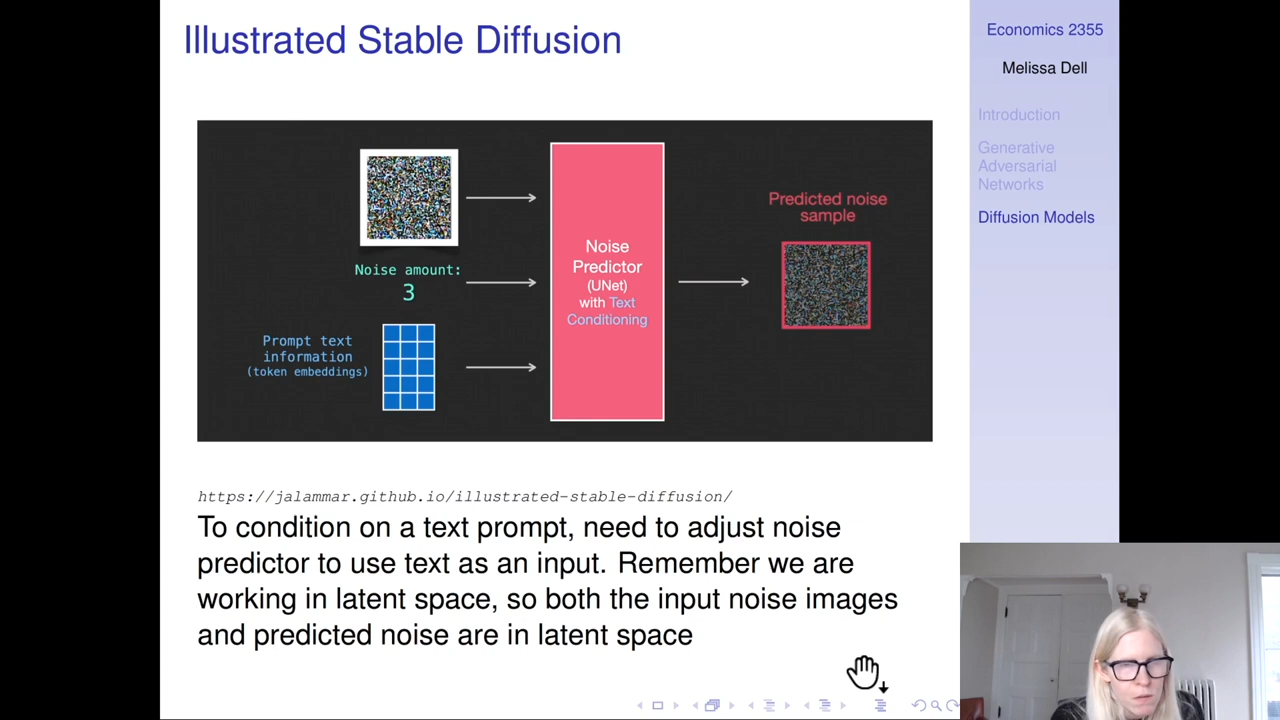 Illustrated Stable Diffusion
Noise amount:
3
Prompt text
information
(token embeddings)
Noise
Predictor
(UNet)
with Text
Conditioning
Predicted noise
sample
https://jalammar.github.io/illustrated-stable-diffusion/
To condition on a text prompt, need to adjust noise
predictor to use text as an input. Remember we are
working in latent space, so both the input noise images
and predicted noise are in latent space
Economics 2355
Melissa Dell
Introduction
Generative
Adversarial
Networks
Diffusion Models